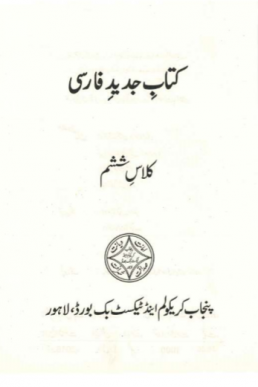 کتابِ جدیدِ فارسی
کلاسِ ششم
پنجاب کریکولم اینڈ ٹیکسٹ بک بورڈ، لاہور